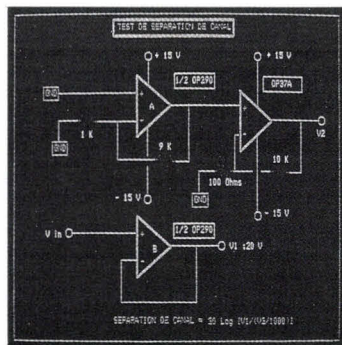 TEST DE SEPARATION DE CANAL
+ 15 V
+ 15 V
1/2 OP290
OP37A
GND
+
-
A
+
-
V2
1 K
GND
9 K
10 K
100 Ohms
GND
- 15 V
- 15 V
V in
1/2 OP290
+
-
B
V1 :20 V
SEPARATION DE CANAL = 20 Log [V1/(V2/1000)]